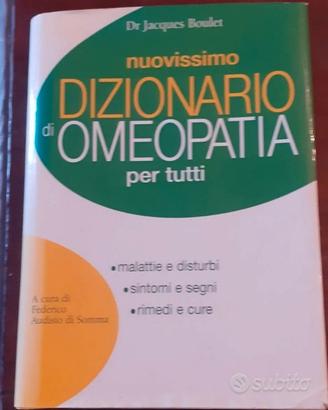 Dr Jacques Boulet
nuovissimo
DIZIONARIO
di OMEOPATIA
per tutti
•malattie e disturbi
•sintomi e segni
•rimedi e cure
A cura di
Federico
Audisio di Somma
subito